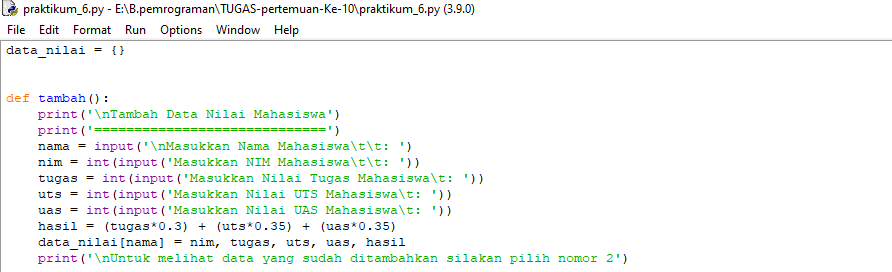 praktikum_6.py - E:\B.pemrograman\TUGAS-pertemuan-Ke-10\praktikum_6.py (3.9.0)
File Edit Format Run Options Window Help
data_nilai = {}
def tambah():
    print('\nTambah Data Nilai Mahasiswa')
    print('=============================')
    nama = input('\nMasukkan Nama Mahasiswa\t\t: ')
    nim = int(input('Masukkan NIM Mahasiswa\t\t: '))
    tugas = int(input('Masukkan Nilai Tugas Mahasiswa\t: '))
    uts = int(input('Masukkan Nilai UTS Mahasiswa\t: '))
    uas = int(input('Masukkan Nilai UAS Mahasiswa\t: '))
    hasil = (tugas*0.3) + (uts*0.35) + (uas*0.35)
    data_nilai[nama] = nim, tugas, uts, uas, hasil
    print('\nUntuk melihat data yang sudah ditambahkan silakan pilih nomor 2')